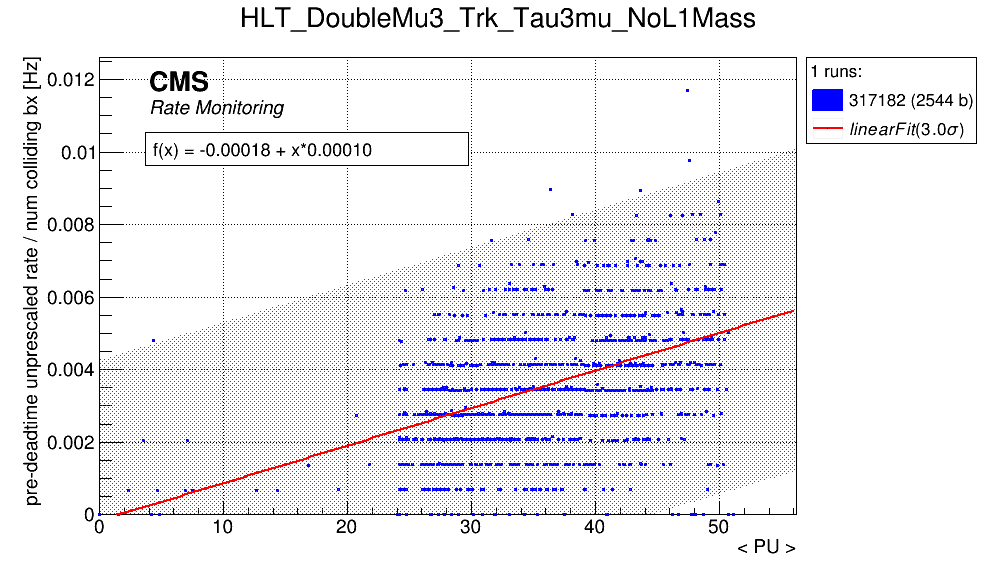 HLT_DoubleMu3_Trk_Tau3mu_NoL1Mass
pre-deadtime unprescaled rate / num colliding bx [Hz]
0.012
0.01
0.008
0.006
0.004
0.002
0
CMS
Rate Monitoring
f(x) = -0.00018 + x*0.00010
1 runs:
317182 (2544 b)
linearFit(3.0σ)
0 10 20 30 40 50
< PU >